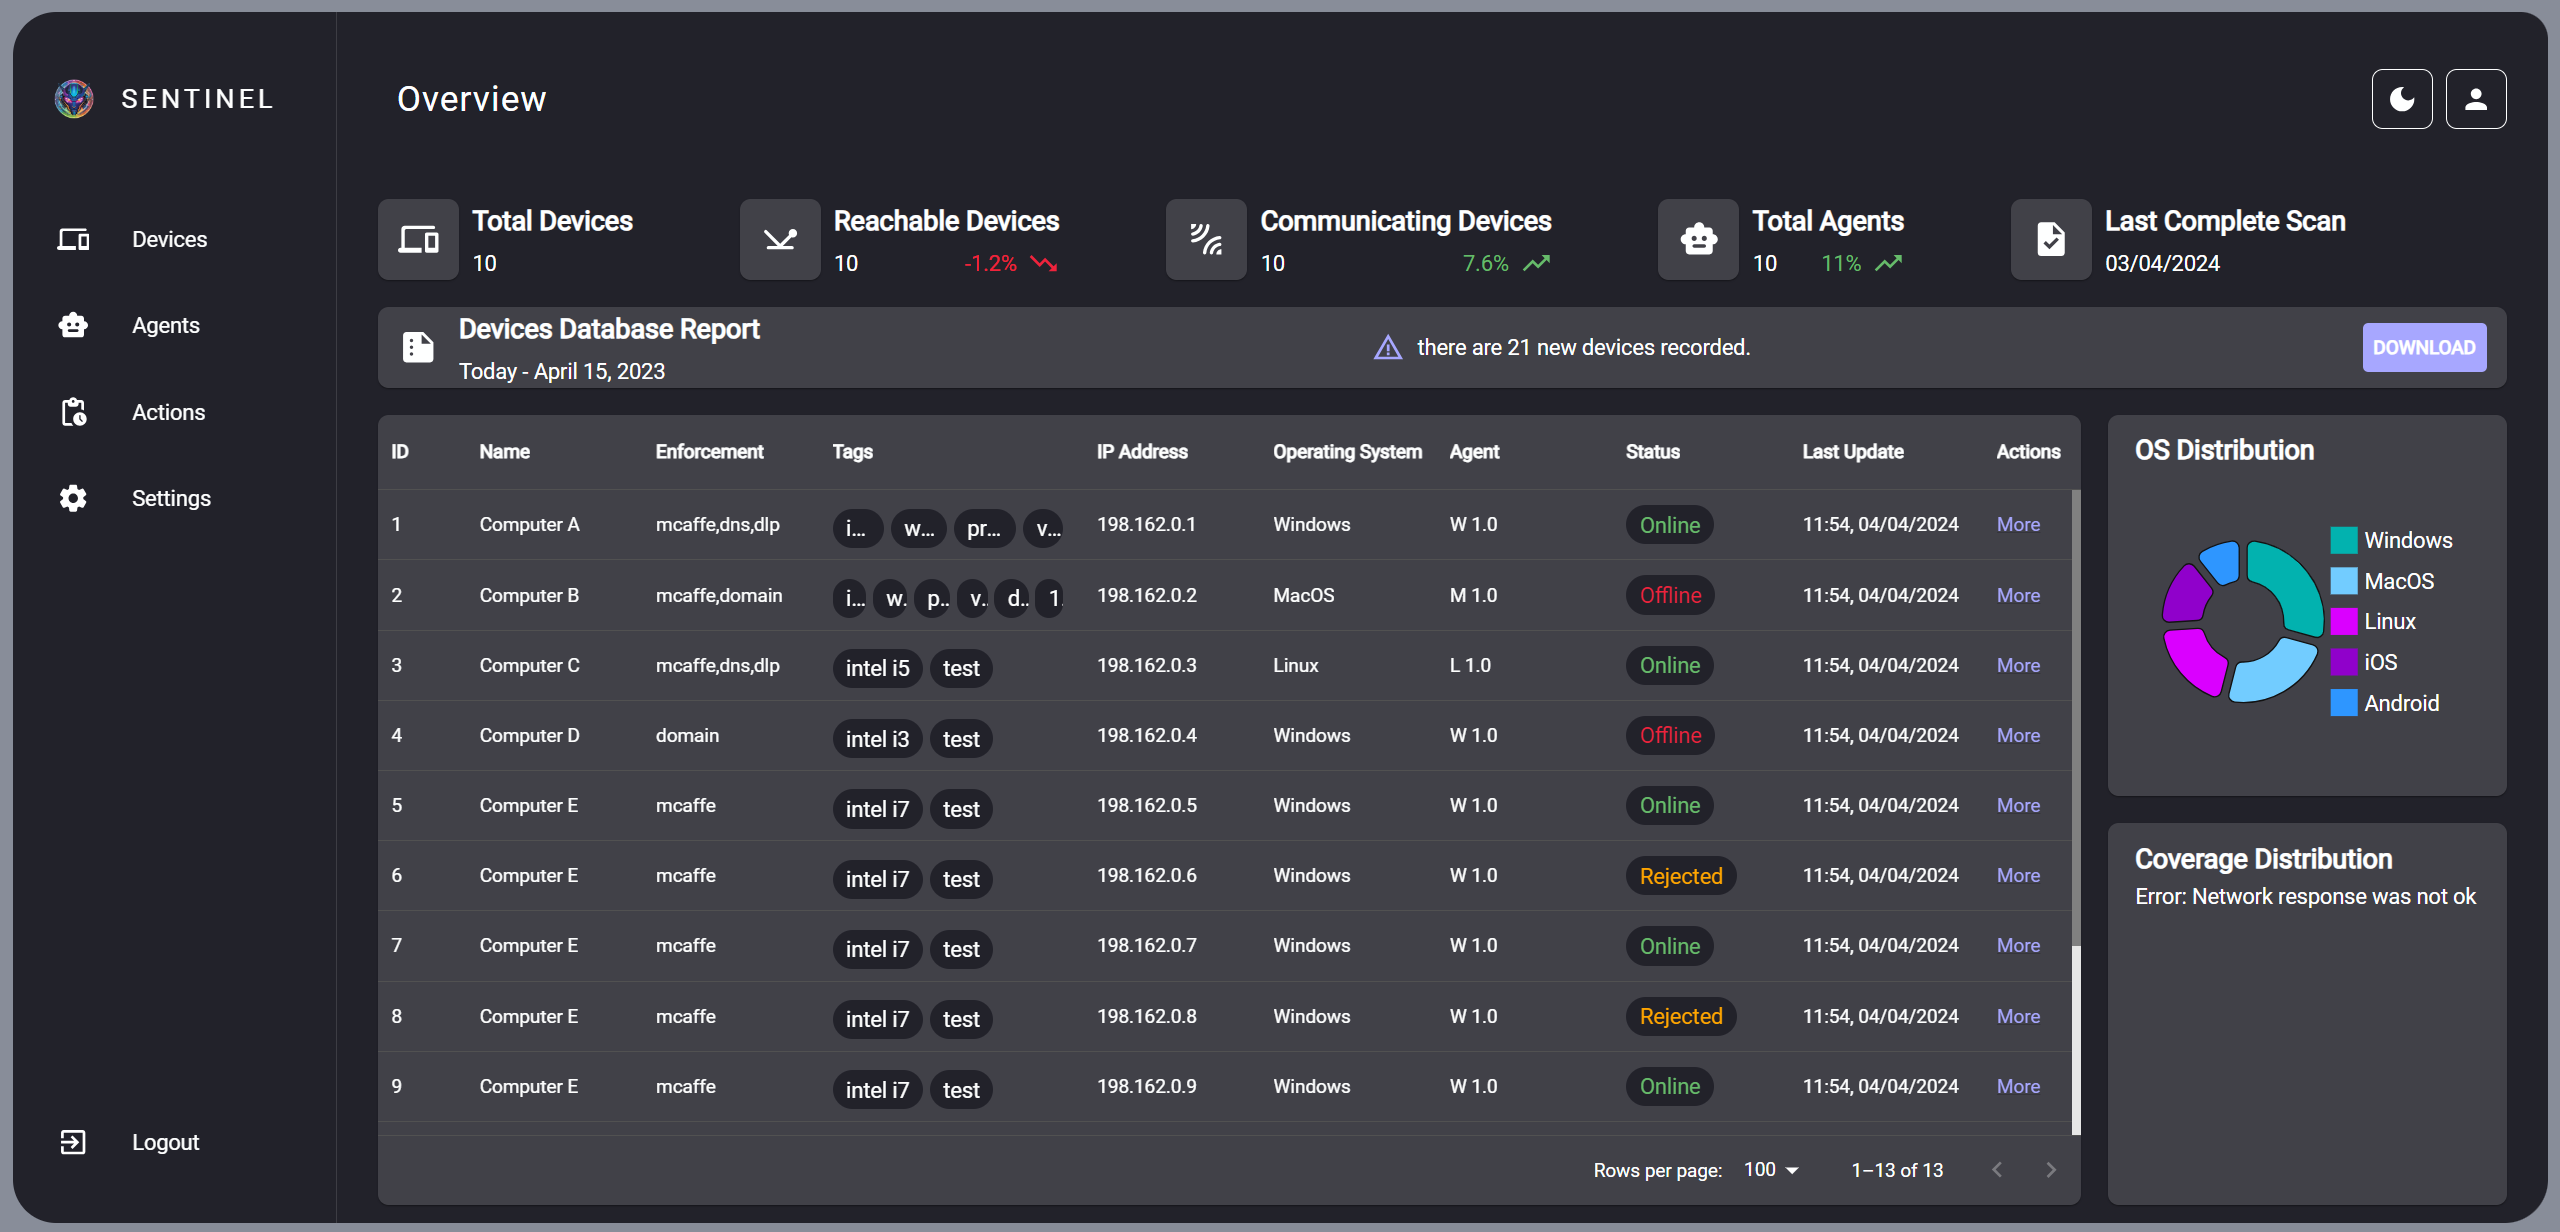 SENTINEL
Overview
Devices
Agents
Actions
Settings
Logout
Total Devices
10
Reachable Devices
10 -1.2%
Communicating Devices
10 7.6%
Total Agents
10 11%
Last Complete Scan
03/04/2024
Devices Database Report
Today - April 15, 2023
there are 21 new devices recorded.
DOWNLOAD
ID Name Enforcement Tags IP Address Operating System Agent Status Last Update Actions
1 Computer A mcaffe,dns,dlp i... w... pr... v... 198.162.0.1 Windows W 1.0 Online 11:54, 04/04/2024 More
2 Computer B mcaffe,domain i... w. p.. v. d.. 1. 198.162.0.2 MacOS M 1.0 Offline 11:54, 04/04/2024 More
3 Computer C mcaffe,dns,dlp intel i5 test 198.162.0.3 Linux L 1.0 Online 11:54, 04/04/2024 More
4 Computer D domain intel i3 test 198.162.0.4 Windows W 1.0 Offline 11:54, 04/04/2024 More
5 Computer E mcaffe intel i7 test 198.162.0.5 Windows W 1.0 Online 11:54, 04/04/2024 More
6 Computer E mcaffe intel i7 test 198.162.0.6 Windows W 1.0 Rejected 11:54, 04/04/2024 More
7 Computer E mcaffe intel i7 test 198.162.0.7 Windows W 1.0 Online 11:54, 04/04/2024 More
8 Computer E mcaffe intel i7 test 198.162.0.8 Windows W 1.0 Rejected 11:54, 04/04/2024 More
9 Computer E mcaffe intel i7 test 198.162.0.9 Windows W 1.0 Online 11:54, 04/04/2024 More
Rows per page: 100 1–13 of 13
OS Distribution
Windows
MacOS
Linux
iOS
Android
Coverage Distribution
Error: Network response was not ok